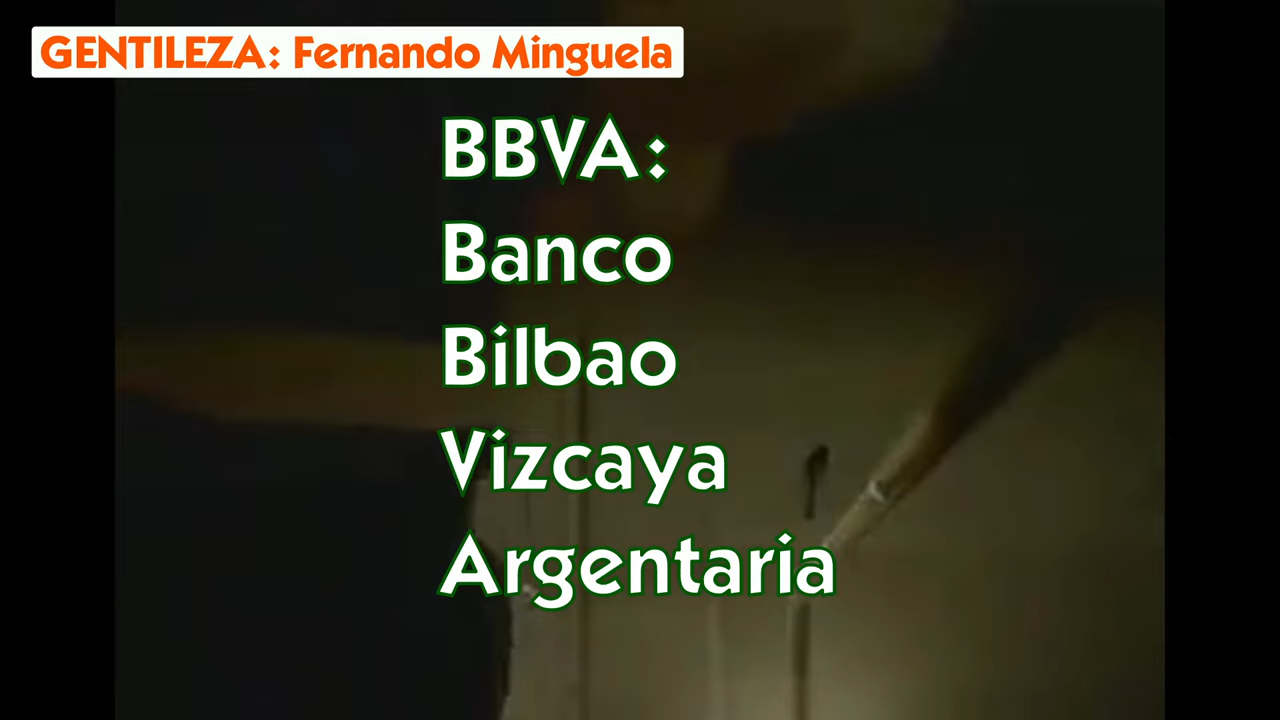 GENTILEZA: Fernando Minguela
BBVA:
Banco
Bilbao
Vizcaya
Argentaria